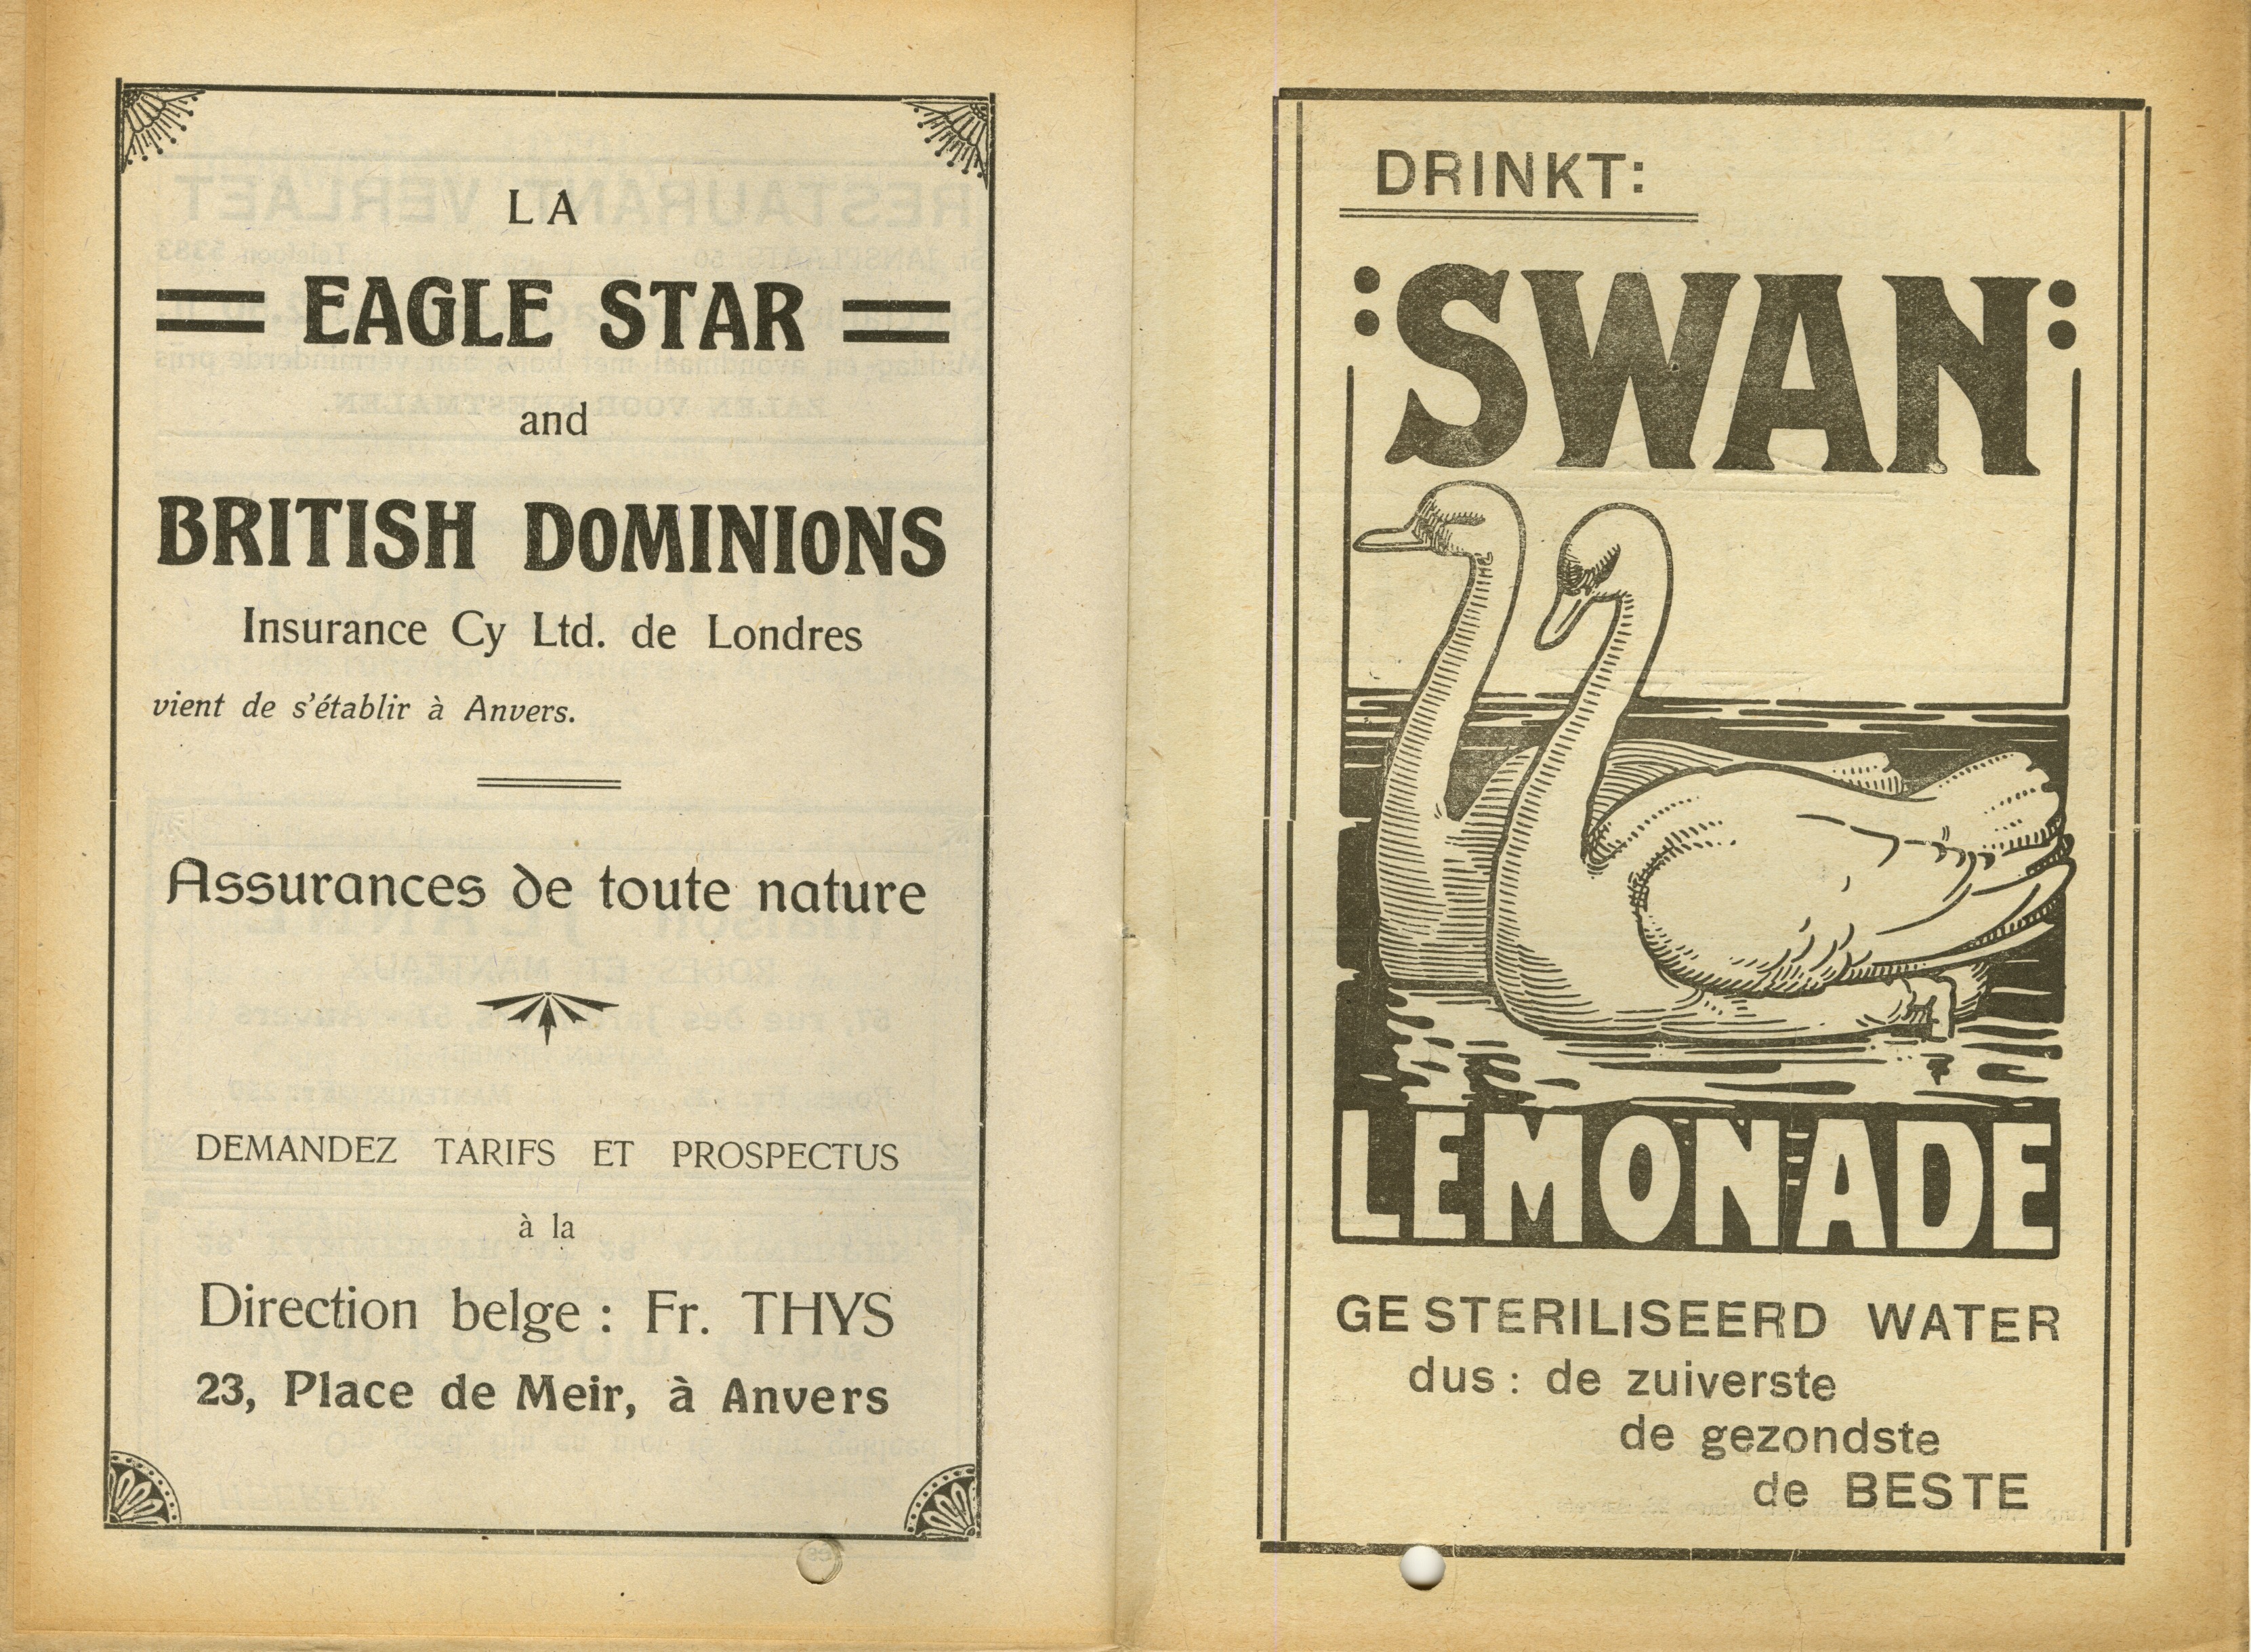 LA
EAGLE STAR
and
BRITISH DOMINIONS
Insurance Cy Ltd. de Londres
vient de s'établir à Anvers.
Assurances de toute nature
DEMANDEZ TARIFS ET PROSPECTUS
à la
Direction belge : Fr. THYS
23, Place de Meir, à Anvers
DRINKT:
:SWAN:
LEMONADE
GESTERILISEERD WATER
dus : de zuiverste
de gezondste
de BESTE